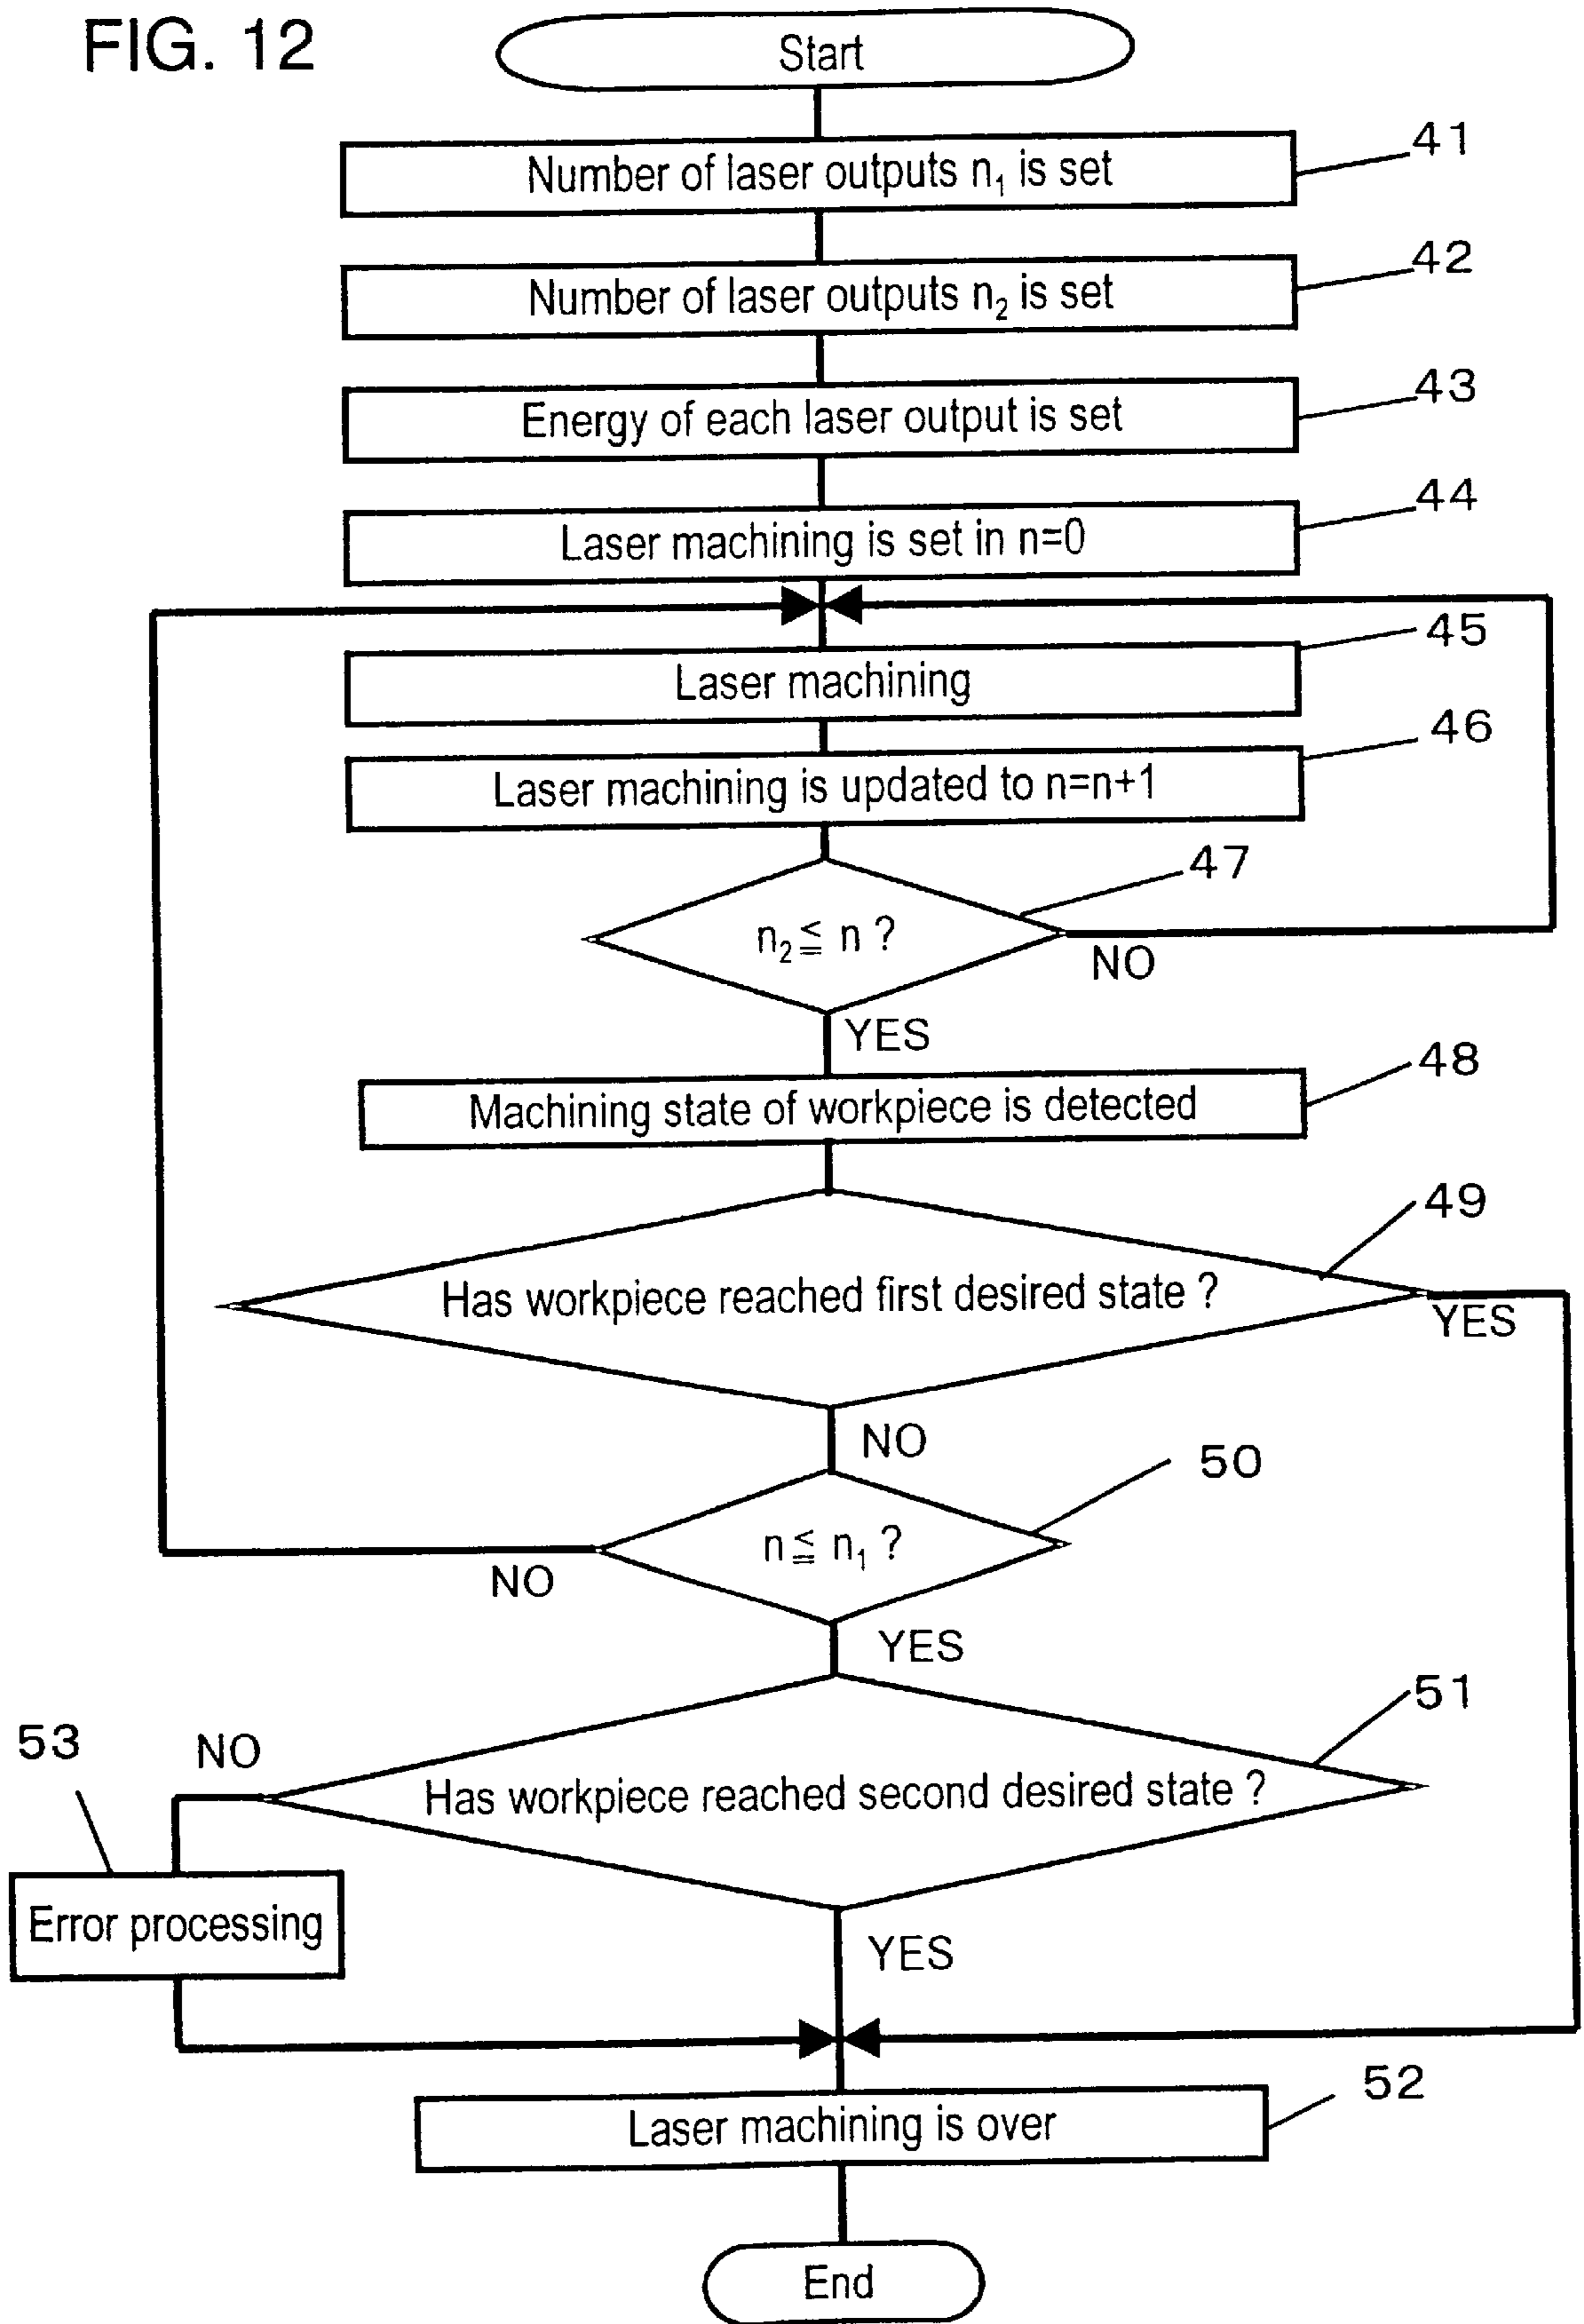 FIG. 12
Start
Number of laser outputs n₁ is set
41
Number of laser outputs n₂ is set
42
Energy of each laser output is set
43
Laser machining is set in n=0
44
Laser machining
45
Laser machining is updated to n=n+1
46
n₂ ≦ n ?
47
NO
YES
Machining state of workpiece is detected
48
Has workpiece reached first desired state ?
49
YES
NO
n ≦ n₁ ?
50
NO
YES
Has workpiece reached second desired state ?
51
53
NO
Error processing
YES
Laser machining is over
52
End